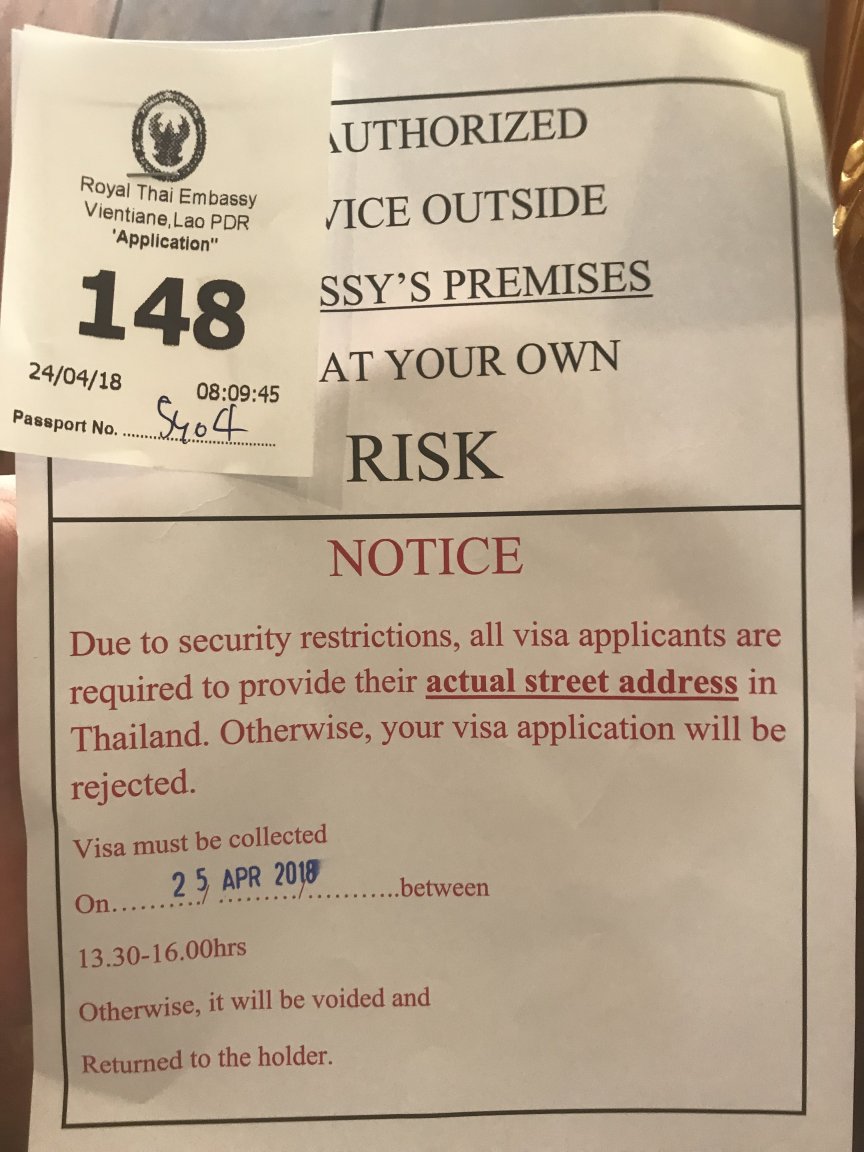 Royal Thai Embassy
Vientiane,Lao PDR
'Application"
148
24/04/18 08:09:45
Passport No. ........................
AUTHORIZED
VICE OUTSIDE
SSY'S PREMISES
AT YOUR OWN
RISK
NOTICE
Due to security restrictions, all visa applicants are
required to provide their actual street address in
Thailand. Otherwise, your visa application will be
rejected.
Visa must be collected
On........../........../...........between
25 APR 2018
13.30-16.00hrs
Otherwise, it will be voided and
Returned to the holder.